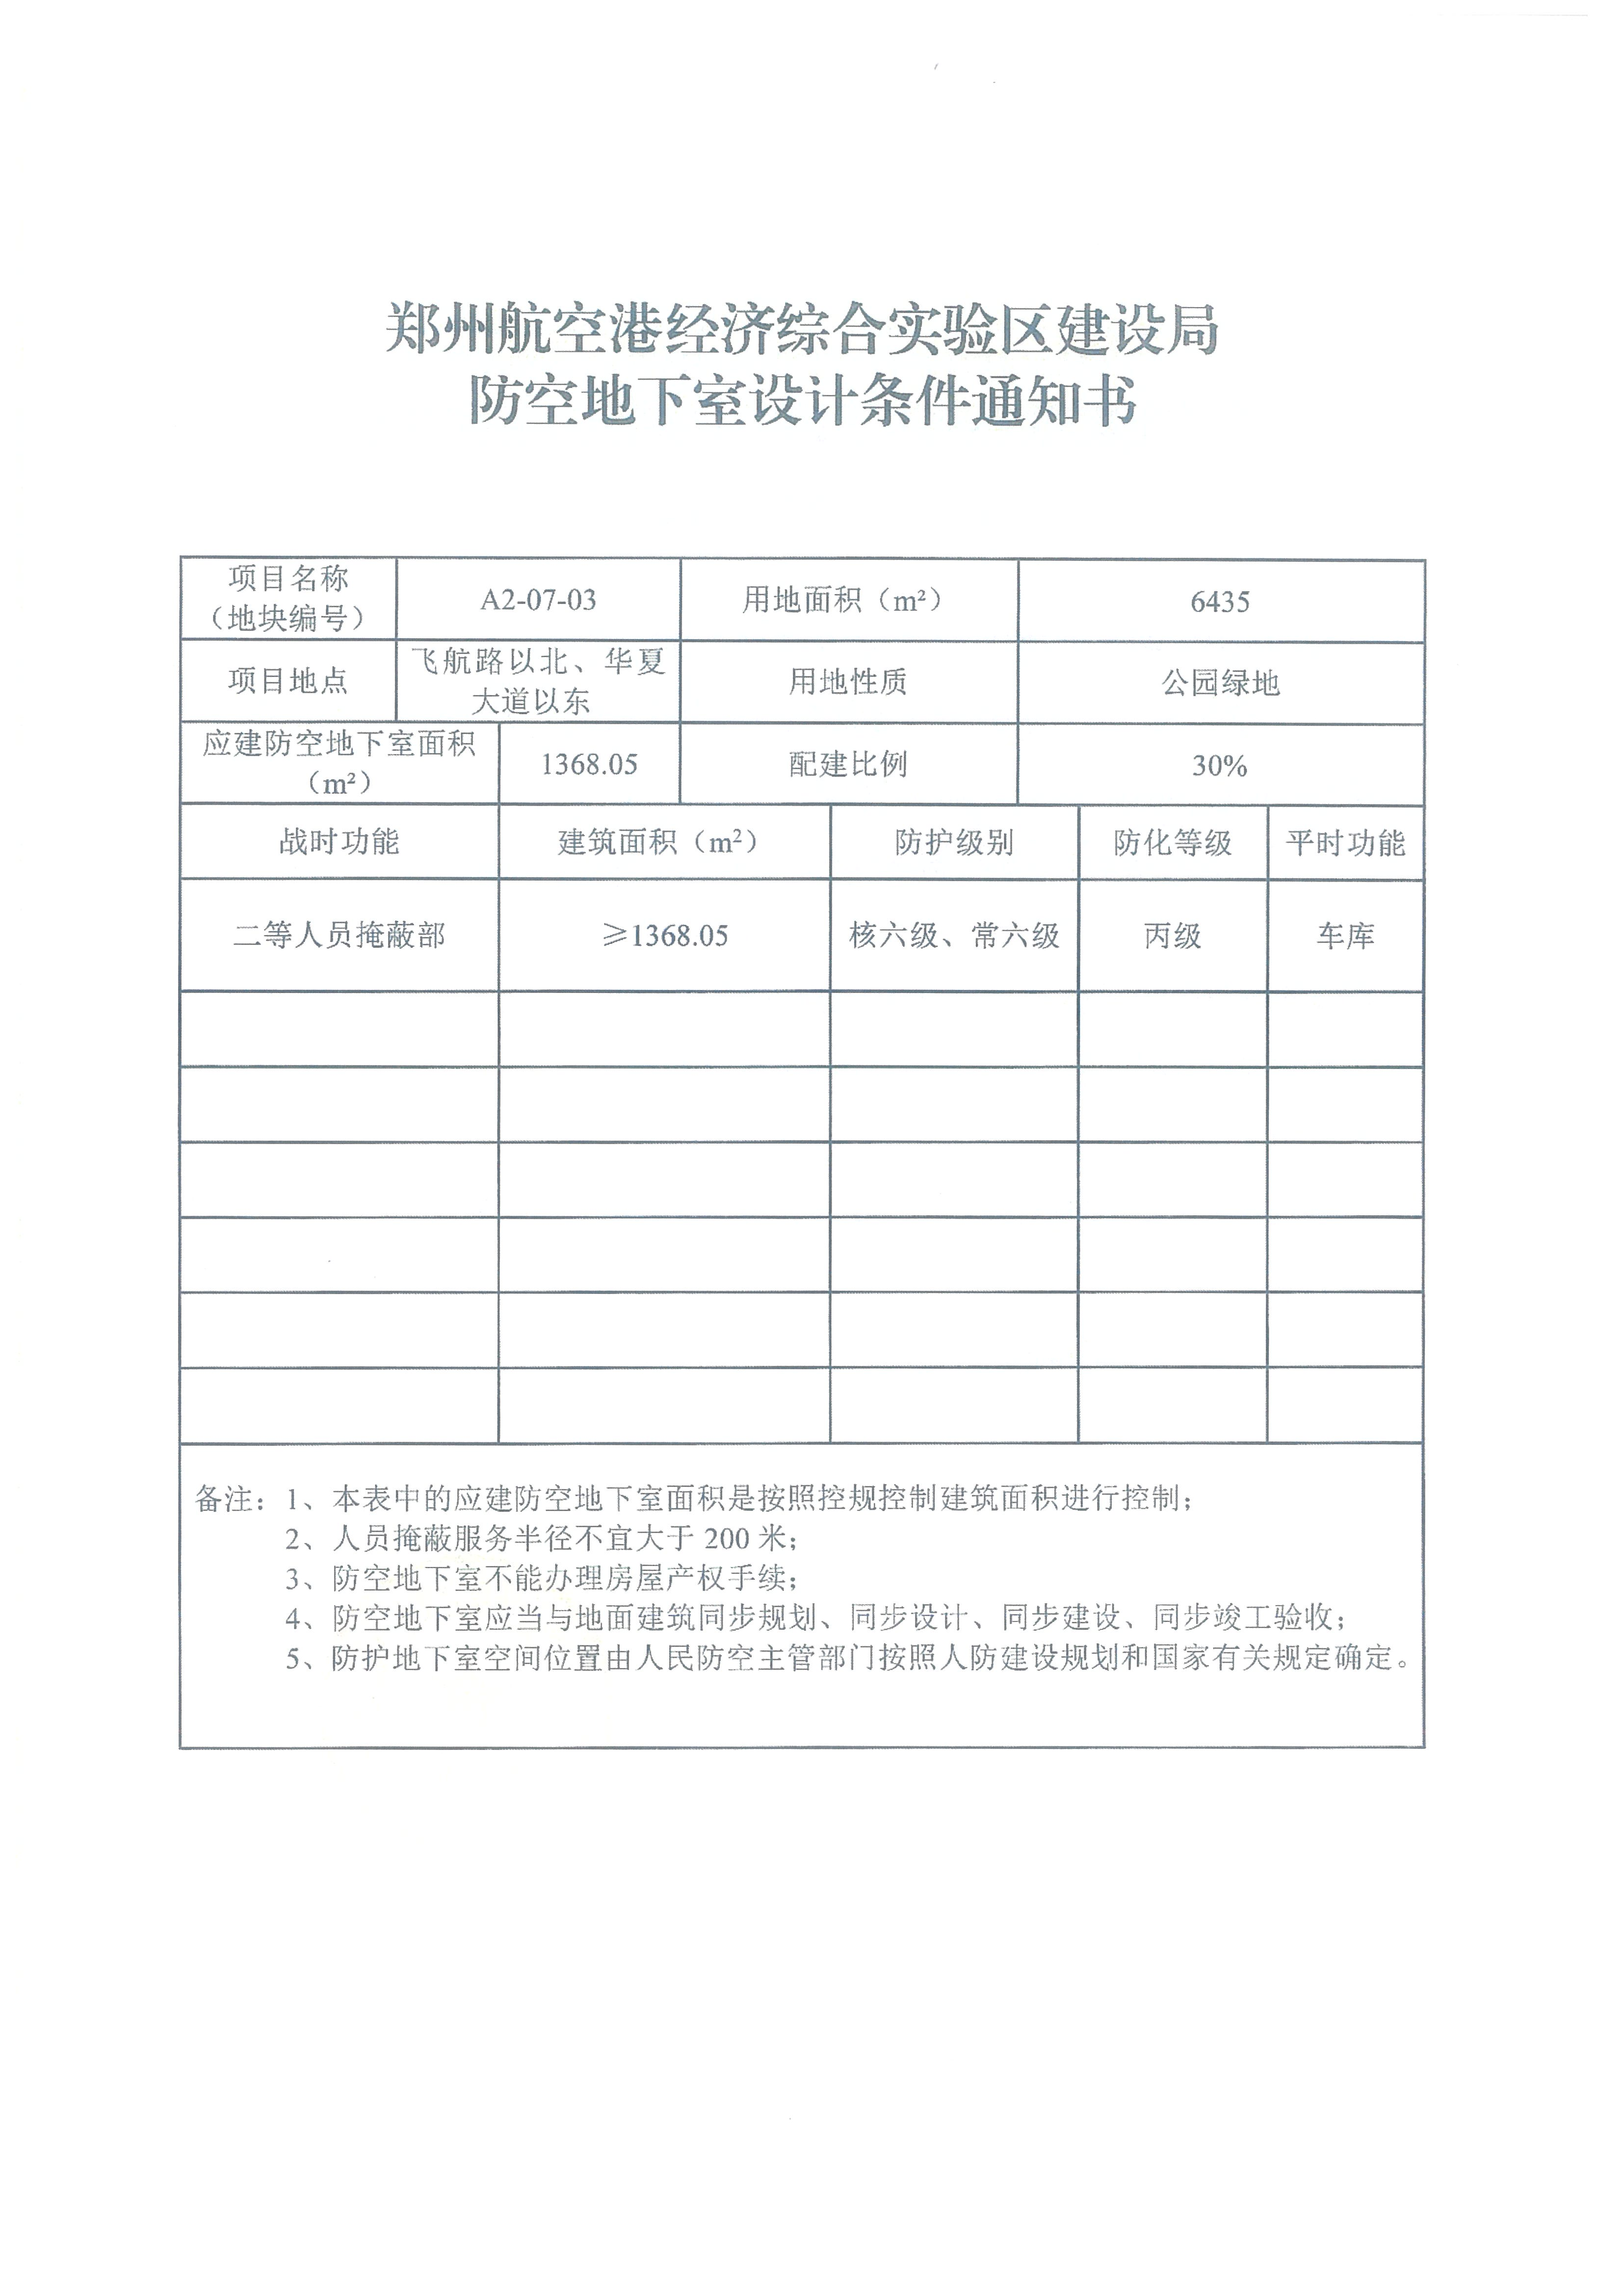 郑州航空港经济综合实验区建设局
防空地下室设计条件通知书
项目名称
（地块编号）
A2-07-03
用地面积（m²）
6435
项目地点
飞航路以北、华夏
大道以东
用地性质
公园绿地
应建防空地下室面积
（m²）
1368.05
配建比例
30%
战时功能
建筑面积（m²）
防护级别
防化等级
平时功能
二等人员掩蔽部
≥1368.05
核六级、常六级
丙级
车库
备注：1、本表中的应建防空地下室面积是按照控规控制建筑面积进行控制；
2、人员掩蔽服务半径不宜大于 200 米；
3、防空地下室不能办理房屋产权手续；
4、防空地下室应当与地面建筑同步规划、同步设计、同步建设、同步竣工验收；
5、防护地下室空间位置由人民防空主管部门按照人防建设规划和国家有关规定确定。